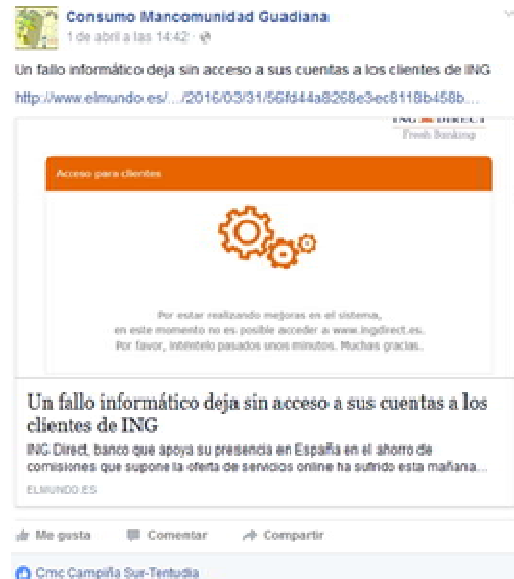 Consumo Mancomunidad Guadiana
1 de abril a las 14:42 ·
Un fallo informático deja sin acceso a sus cuentas a los clientes de ING
http://www.elmundo.es/.../2016/03/31/56fd44a8268e3ec8118b458b...
ING DIRECT
Fresh Banking
Acceso para clientes
Por estar realizando mejoras en el sistema,
en este momento no es posible acceder a www.ingdirect.es.
Por favor, inténtelo pasados unos minutos. Muchas gracias.
Un fallo informático deja sin acceso a sus cuentas a los
clientes de ING
ING Direct, banco que apoya su presencia en España en el ahorro de
comisiones que supone la oferta de servicios online ha sufrido esta mañana...
ELMUNDO.ES
Me gusta Comentar Compartir
Cmc Campiña Sur-Tentudia